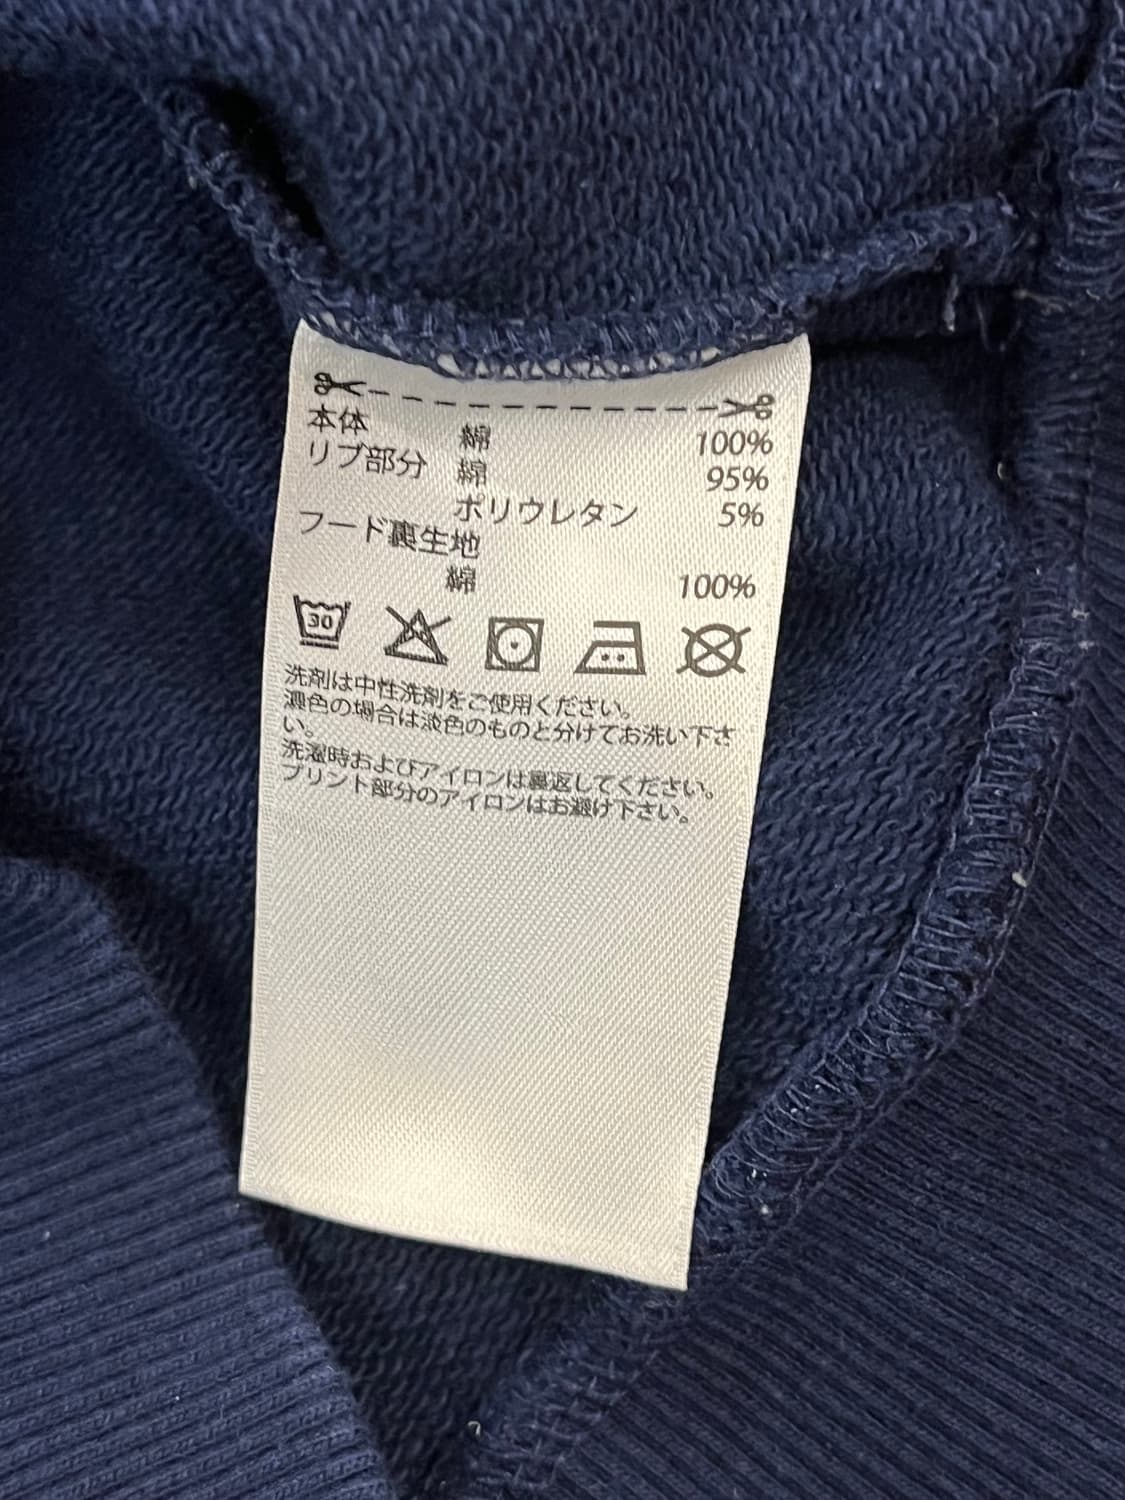 本体 綿 100%
リブ部分 綿 95%
ポリウレタン 5%
フード裏生地
綿 100%
30
洗剤は中性洗剤をご使用ください。
濃色の場合は淡色のものと分けてお洗い下さ
い。
洗濯時およびアイロンは裏返してください。
プリント部分のアイロンはお避け下さい。